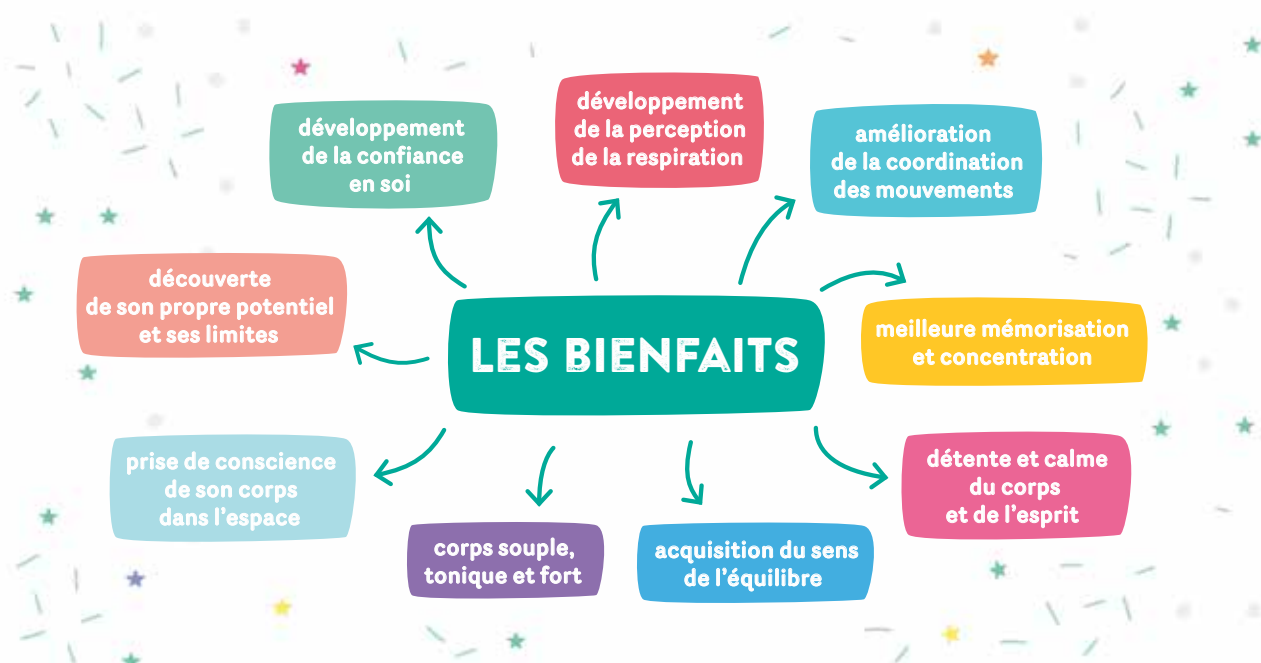 développement
de la confiance
en soi
développement
de la perception
de la respiration
amélioration
de la coordination
des mouvements
découverte
de son propre potentiel
et ses limites
LES BIENFAITS
meilleure mémorisation
et concentration
prise de conscience
de son corps
dans l'espace
corps souple,
tonique et fort
acquisition du sens
de l'équilibre
détente et calme
du corps
et de l'esprit